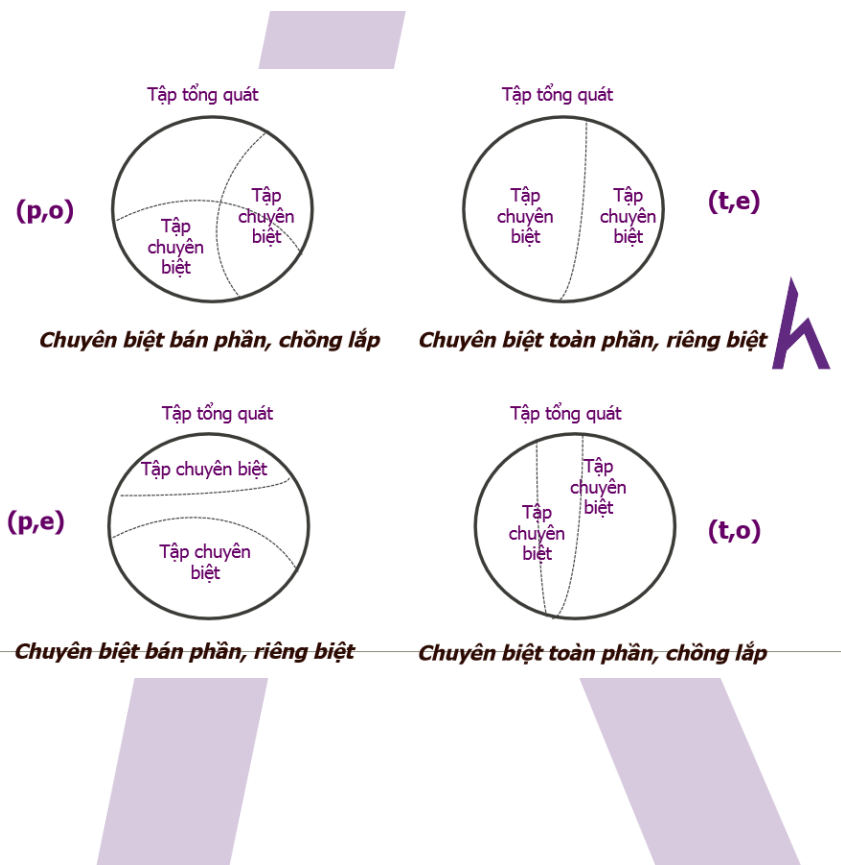 Tập tổng quát
(p,o)
Tập
chuyên
biệt
Tập
chuyên
biệt
Chuyên biệt bán phần, chồng lắp
Tập tổng quát
Tập
chuyên
biệt
Tập
chuyên
biệt
(t,e)
Chuyên biệt toàn phần, riêng biệt
Tập tổng quát
(p,e)
Tập chuyên biệt
Tập chuyên
biệt
Chuyên biệt bán phần, riêng biệt
Tập tổng quát
Tập
chuyên
biệt
Tập
chuyên
biệt
(t,o)
Chuyên biệt toàn phần, chồng lắp